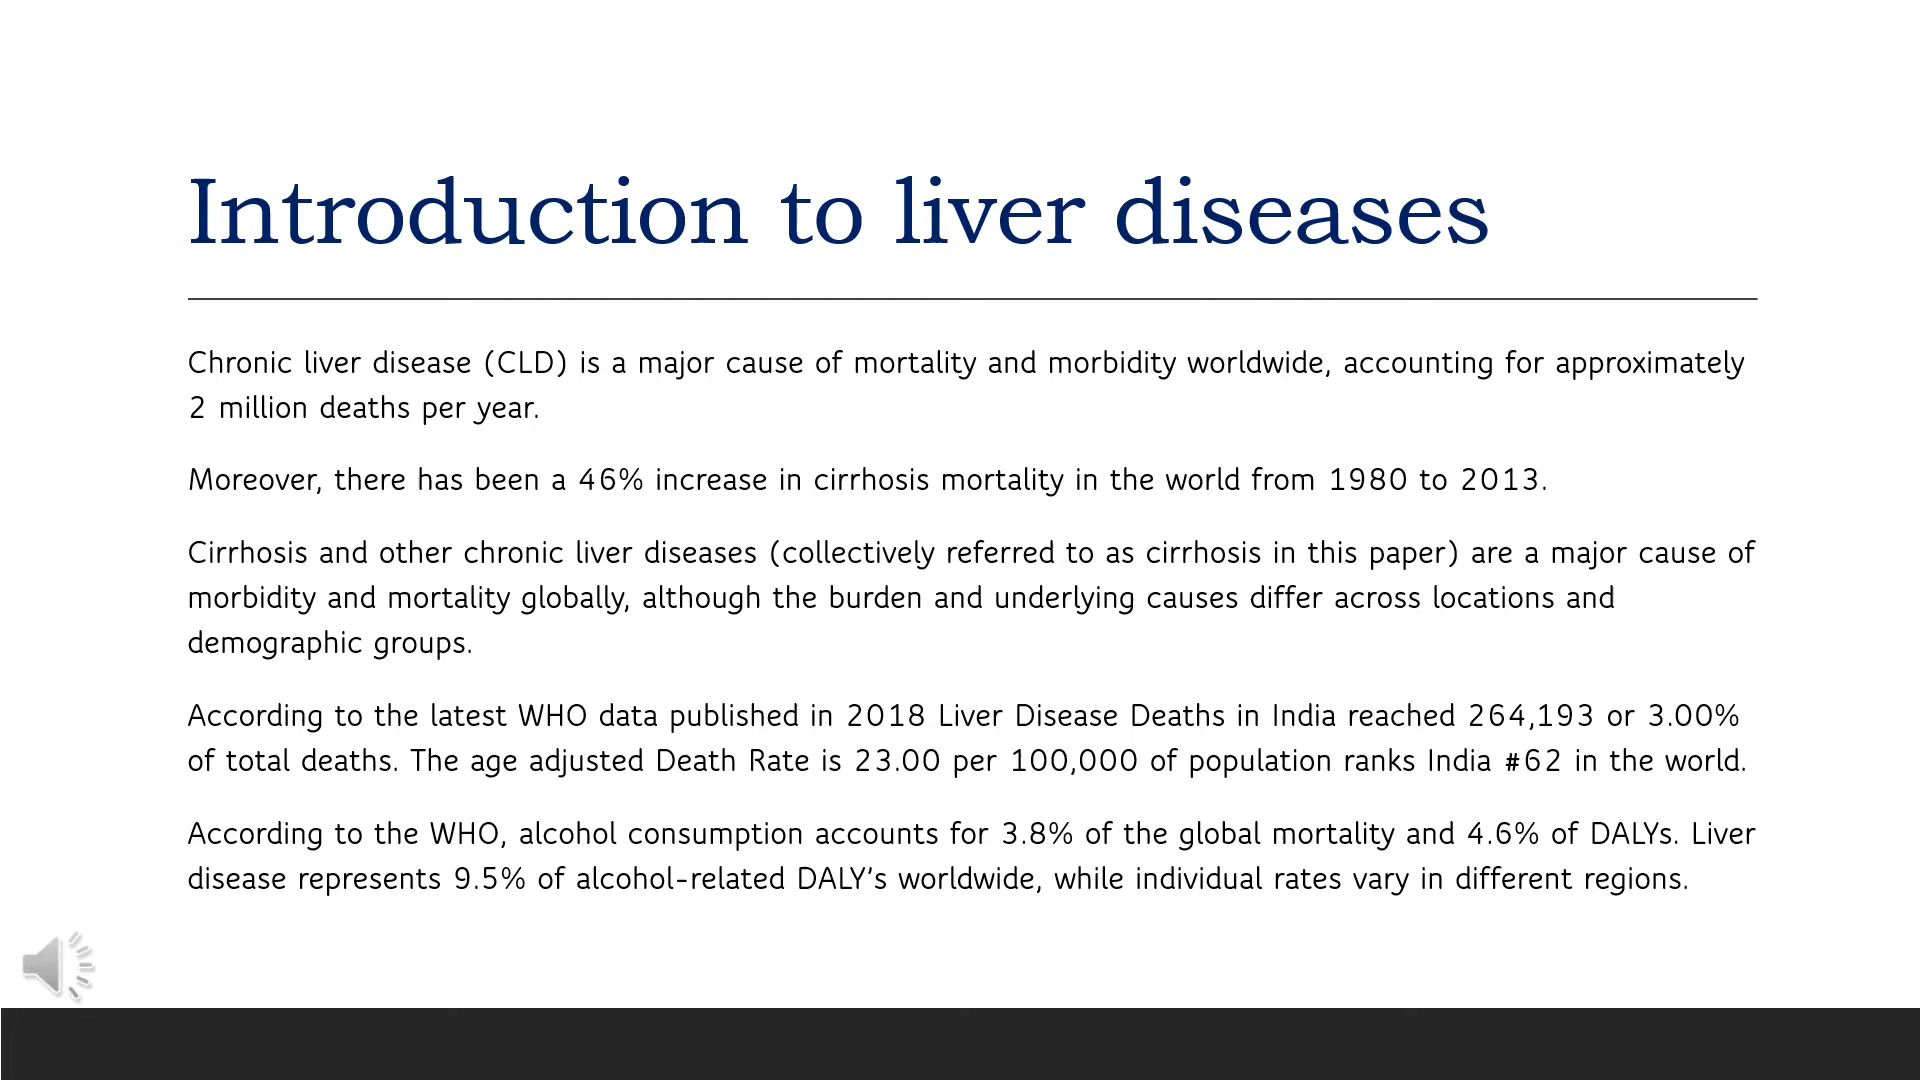 Introduction to liver diseases
Chronic liver disease (CLD) is a major cause of mortality and morbidity worldwide, accounting for approximately
2 million deaths per year.
Moreover, there has been a 46% increase in cirrhosis mortality in the world from 1980 to 2013.
Cirrhosis and other chronic liver diseases (collectively referred to as cirrhosis in this paper) are a major cause of
morbidity and mortality globally, although the burden and underlying causes differ across locations and
demographic groups.
According to the latest WHO data published in 2018 Liver Disease Deaths in India reached 264,193 or 3.00%
of total deaths. The age adjusted Death Rate is 23.00 per 100,000 of population ranks India #62 in the world.
According to the WHO, alcohol consumption accounts for 3.8% of the global mortality and 4.6% of DALYs. Liver
disease represents 9.5% of alcohol-related DALY’s worldwide, while individual rates vary in different regions.